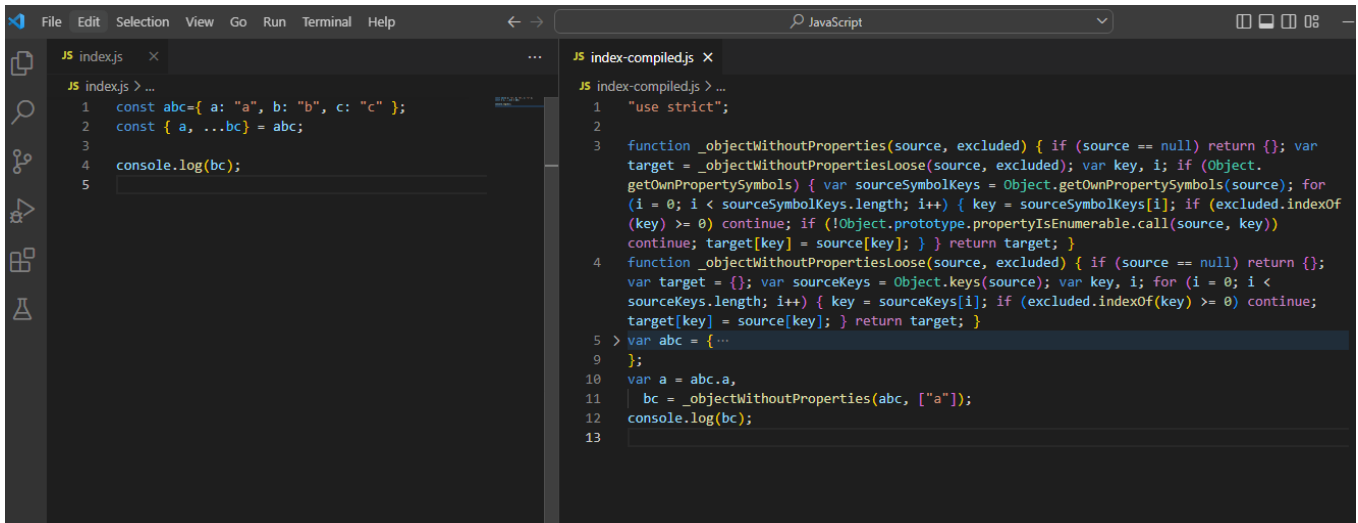 File Edit Selection View Go Run Terminal Help
JavaScript
JS index.js
JS index.js > ...
1 const abc={ a: "a", b: "b", c: "c" };
2 const { a, ...bc} = abc;
3
4 console.log(bc);
5
JS index-compiled.js
JS index-compiled.js > ...
1 "use strict";
2
3 function _objectWithoutProperties(source, excluded) { if (source == null) return {}; var
target = _objectWithoutPropertiesLoose(source, excluded); var key, i; if (Object.
getOwnPropertySymbols) { var sourceSymbolKeys = Object.getOwnPropertySymbols(source); for
(i = 0; i < sourceSymbolKeys.length; i++) { key = sourceSymbolKeys[i]; if (excluded.indexOf
(key) >= 0) continue; if (!Object.prototype.propertyIsEnumerable.call(source, key))
continue; target[key] = source[key]; } } return target; }
4 function _objectWithoutPropertiesLoose(source, excluded) { if (source == null) return {};
var target = {}; var sourceKeys = Object.keys(source); var key, i; for (i = 0; i <
sourceKeys.length; i++) { key = sourceKeys[i]; if (excluded.indexOf(key) >= 0) continue;
target[key] = source[key]; } return target; }
5 > var abc = { ...
9 };
10 var a = abc.a,
11 bc = _objectWithoutProperties(abc, ["a"]);
12 console.log(bc);
13